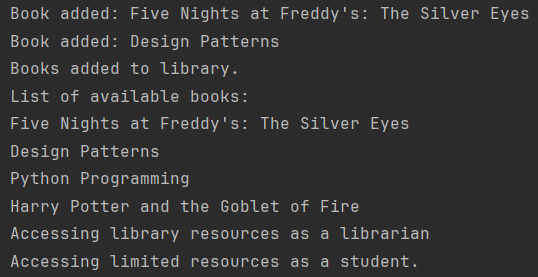 Book added: Five Nights at Freddy's: The Silver Eyes
Book added: Design Patterns
Books added to library.
List of available books:
Five Nights at Freddy's: The Silver Eyes
Design Patterns
Python Programming
Harry Potter and the Goblet of Fire
Accessing library resources as a librarian
Accessing limited resources as a student.